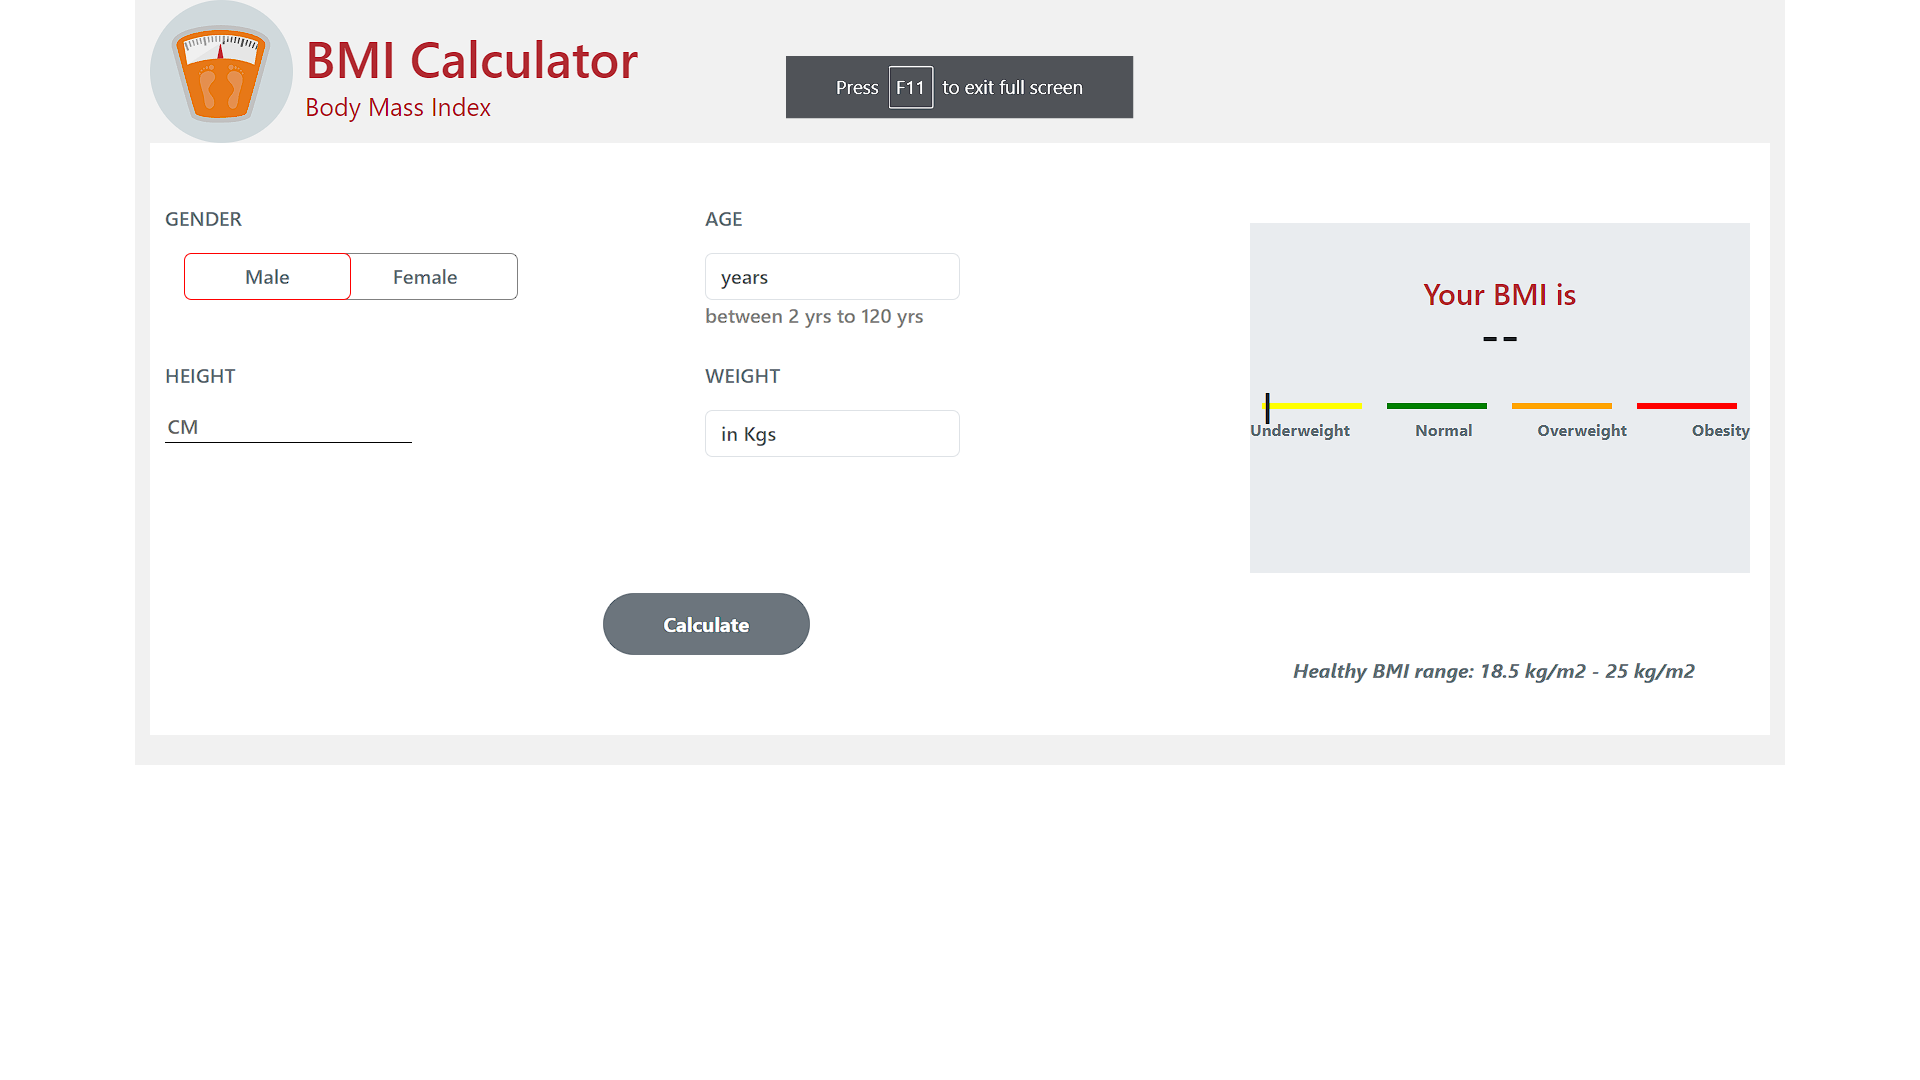 BMI Calculator
Body Mass Index
Press F11 to exit full screen
GENDER
Male Female
AGE
years
between 2 yrs to 120 yrs
HEIGHT
CM
WEIGHT
in Kgs
Calculate
Your BMI is
--
Underweight Normal Overweight Obesity
Healthy BMI range: 18.5 kg/m2 - 25 kg/m2